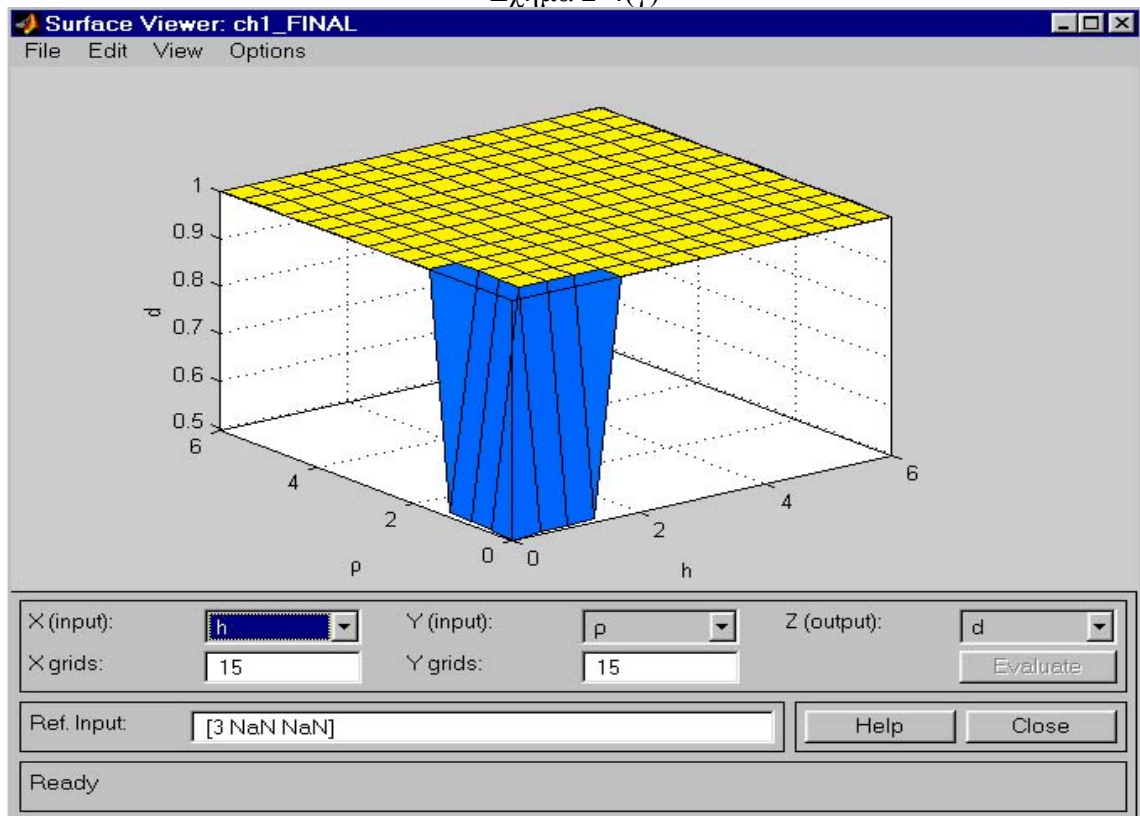 Surface Viewer: ch1_FINAL
File Edit View Options
1
0.9
0.8
0.7
0.6
0.5
d
6
4
2
0
ρ
0
2
4
6
h
X (input): h Y (input): ρ Z (output): d
X grids: 15 Y grids: 15 Evaluate
Ref. Input: [3 NaN NaN] Help Close
Ready